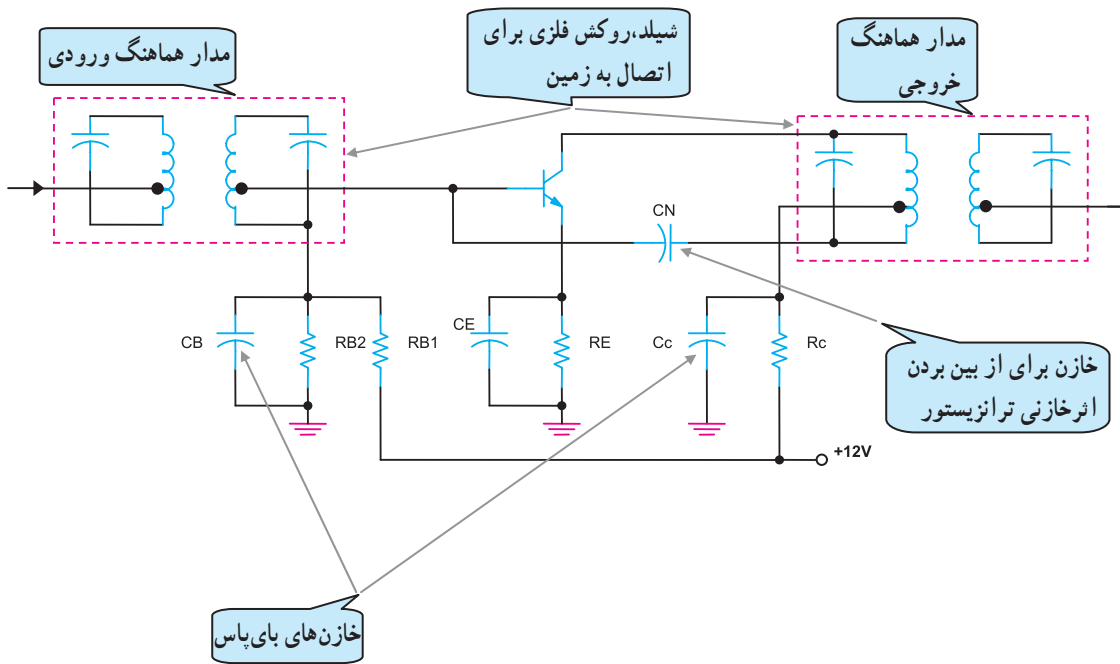 مدار هماهنگ ورودی
شیلد،روکش فلزی برای
اتصال به زمین
مدار هماهنگ
خروجی
CN
CB
RB2
RB1
CE
RE
Cc
Rc
خازن برای از بین بردن
اثرخازنی ترانزیستور
+12V
خازن‌های بای‌پاس